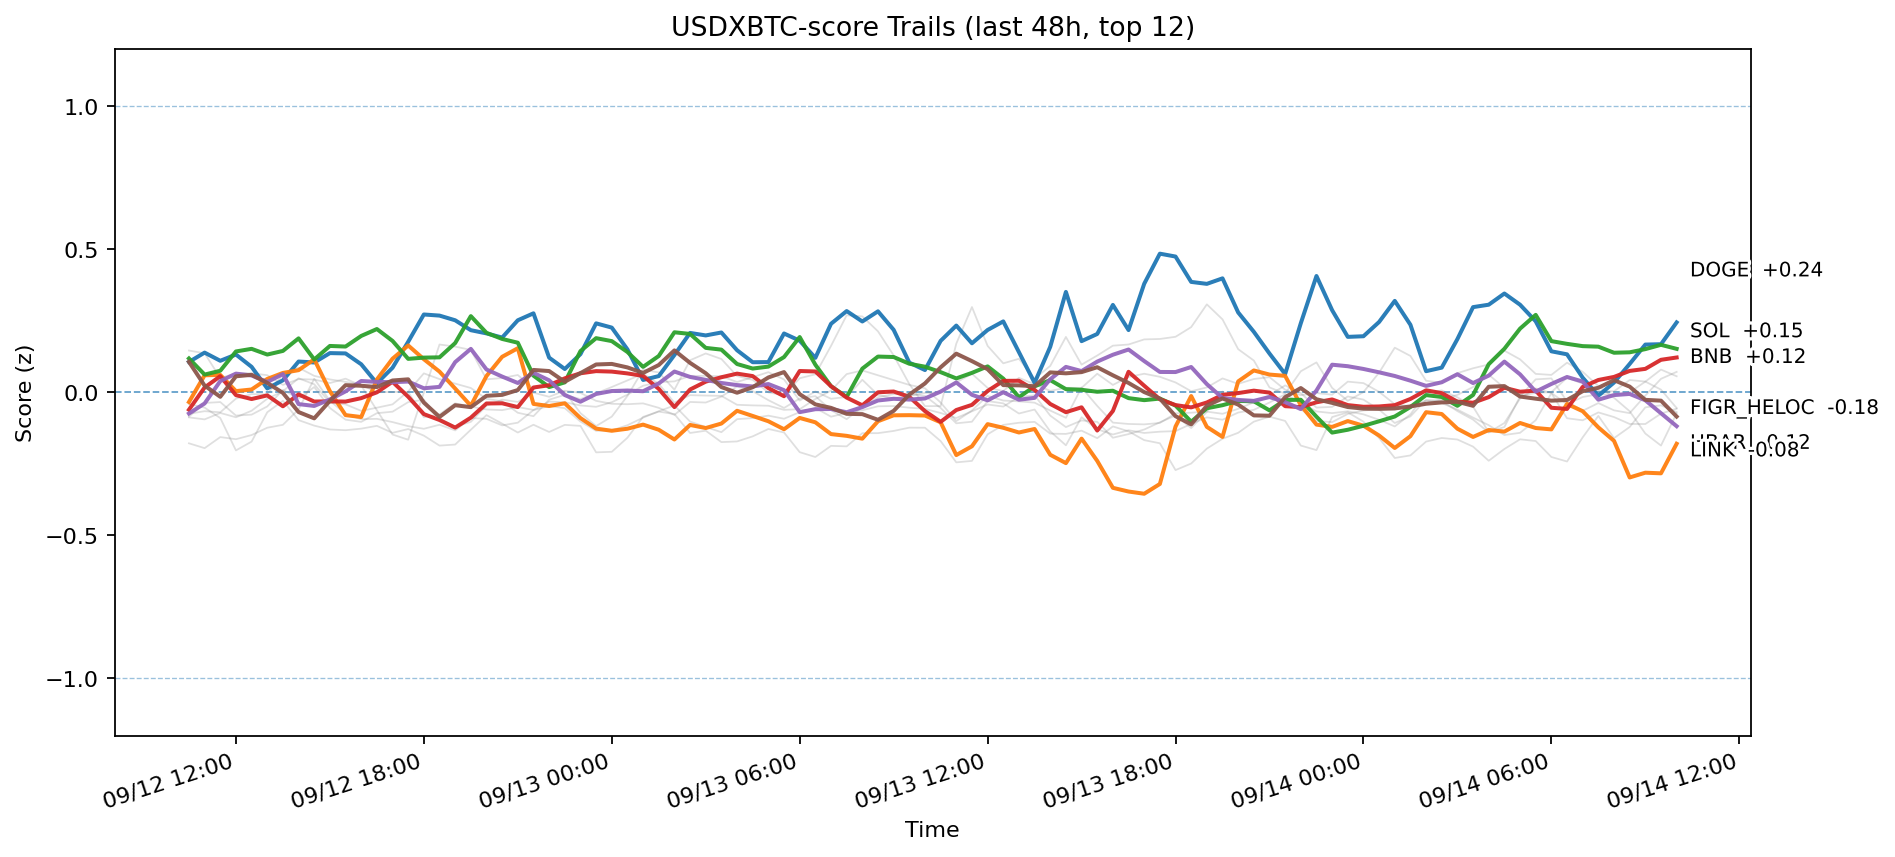 USDXBTC-score Trails (last 48h, top 12)
Score (z)
1.0
0.5
0.0
−0.5
−1.0
DOGE +0.24
SOL +0.15
BNB +0.12
FIGR_HELOC -0.18
LINK -0.08
09/12 12:00
09/12 18:00
09/13 00:00
09/13 06:00
09/13 12:00
09/13 18:00
09/14 00:00
09/14 06:00
09/14 12:00
Time